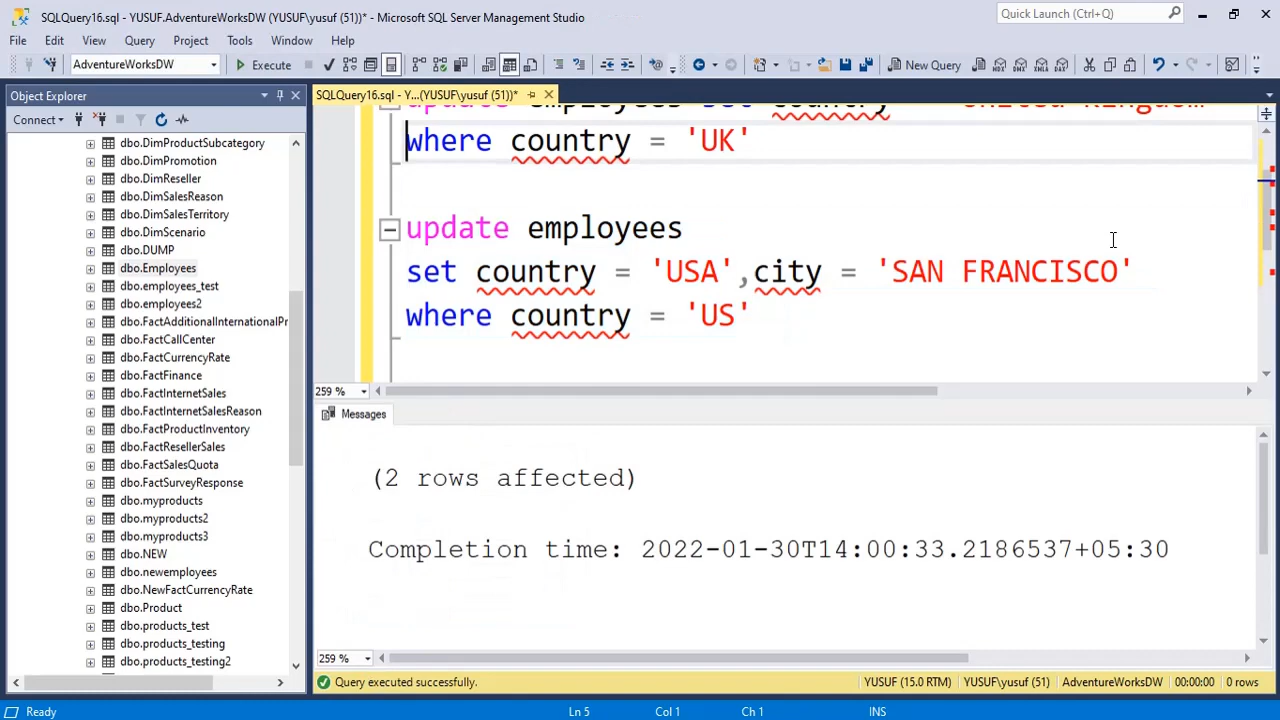 SQLQuery16.sql - YUSUF.AdventureWorksDW (YUSUF\yusuf (51))* - Microsoft SQL Server Management Studio
Quick Launch (Ctrl+Q)
File Edit View Query Project Tools Window Help
AdventureWorksDW Execute New Query
Object Explorer
SQLQuery16.sql - Y...(YUSUF\yusuf (51))*
Connect
dbo.DimProductSubcategory
dbo.DimPromotion
dbo.DimReseller
dbo.DimSalesReason
dbo.DimSalesTerritory
dbo.DimScenario
dbo.DUMP
dbo.Employees
dbo.employees_test
dbo.employees2
dbo.FactAdditionalInternationalPr
dbo.FactCallCenter
dbo.FactCurrencyRate
dbo.FactFinance
dbo.FactInternetSales
dbo.FactInternetSalesReason
dbo.FactProductInventory
dbo.FactResellerSales
dbo.FactSalesQuota
dbo.FactSurveyResponse
dbo.myproducts
dbo.myproducts2
dbo.myproducts3
dbo.NEW
dbo.newemployees
dbo.NewFactCurrencyRate
dbo.Product
dbo.products_test
dbo.products_testing
dbo.products_testing2
update employees set country = 'United Kingdom'
where country = 'UK'
update employees
set country = 'USA',city = 'SAN FRANCISCO'
where country = 'US'
259 %
Messages
(2 rows affected)
Completion time: 2022-01-30T14:00:33.2186537+05:30
259 %
Query executed successfully. YUSUF (15.0 RTM) YUSUF\yusuf (51) AdventureWorksDW 00:00:00 0 rows
Ready Ln 5 Col 1 Ch 1 INS